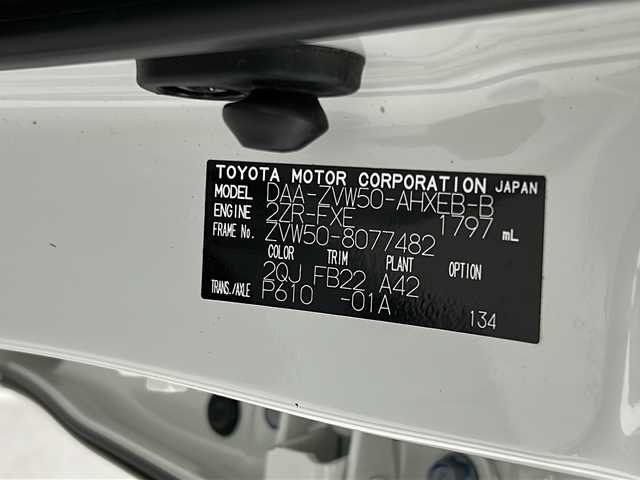 TOYOTA MOTOR CORPORATION JAPAN
MODEL DAA-ZVW50-AHXEB-B
ENGINE 2ZR-FXE 1797 mL
FRAME No. ZVW50-8077482
COLOR TRIM PLANT OPTION
2QJ FB22 A42
TRANS./AXLE P610 -01A
134